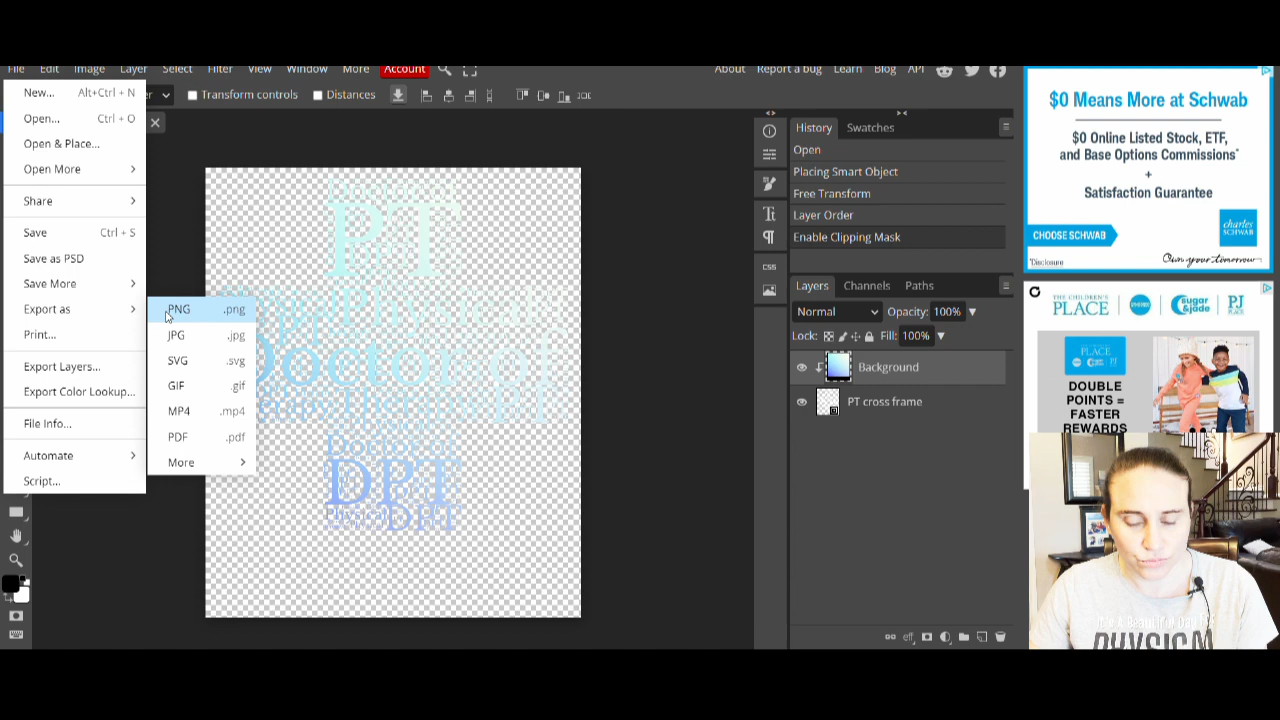 File Edit Image Layer Select Filter View Window More Account About Report a bug Learn Blog API
New... Alt+Ctrl + N
Open... Ctrl + O
Open & Place...
Open More
Share
Save Ctrl + S
Save as PSD
Save More
Export as
Print...
Export Layers...
Export Color Lookup...
File Info...
Automate
Script...
PNG .png
JPG .jpg
SVG .svg
GIF .gif
MP4 .mp4
PDF .pdf
More
Transform controls Distances
PT
Doctor
DPT
Physical
DPT
History Swatches
Open
Placing Smart Object
Free Transform
Layer Order
Enable Clipping Mask
CSS
Layers Channels Paths
Normal Opacity: 100%
Lock: Fill: 100%
Background
PT cross frame
eff
$0 Means More at Schwab
$0 Online Listed Stock, ETF,
and Base Options Commissions*
+
Satisfaction Guarantee
CHOOSE SCHWAB
charles
SCHWAB
*Disclosure
Own your tomorrow
THE CHILDREN'S
PLACE
sugar
&jade
PJ
PLACE
DOUBLE
POINTS =
FASTER
REWARDS
It's A Beautiful Day